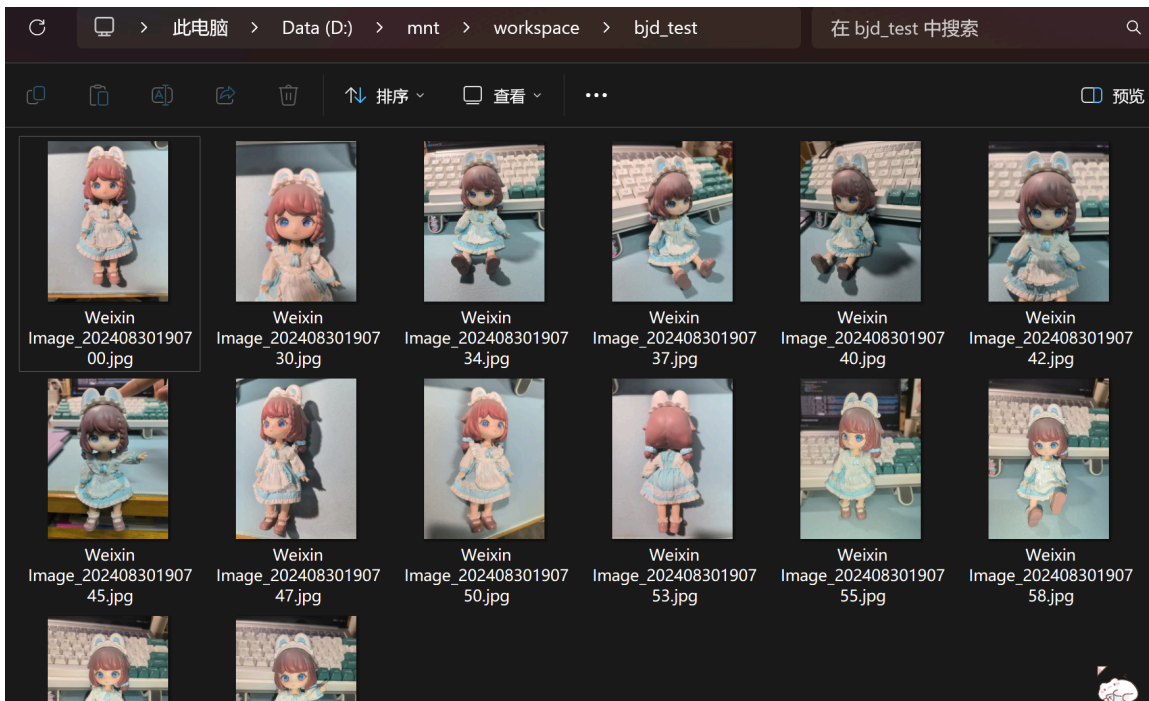 此电脑 > Data (D:) > mnt > workspace > bjd_test
在 bjd_test 中搜索
排序
查看
预览
Weixin
Image_202408301907
00.jpg
Weixin
Image_202408301907
30.jpg
Weixin
Image_202408301907
34.jpg
Weixin
Image_202408301907
37.jpg
Weixin
Image_202408301907
40.jpg
Weixin
Image_202408301907
42.jpg
Weixin
Image_202408301907
45.jpg
Weixin
Image_202408301907
47.jpg
Weixin
Image_202408301907
50.jpg
Weixin
Image_202408301907
53.jpg
Weixin
Image_202408301907
55.jpg
Weixin
Image_202408301907
58.jpg